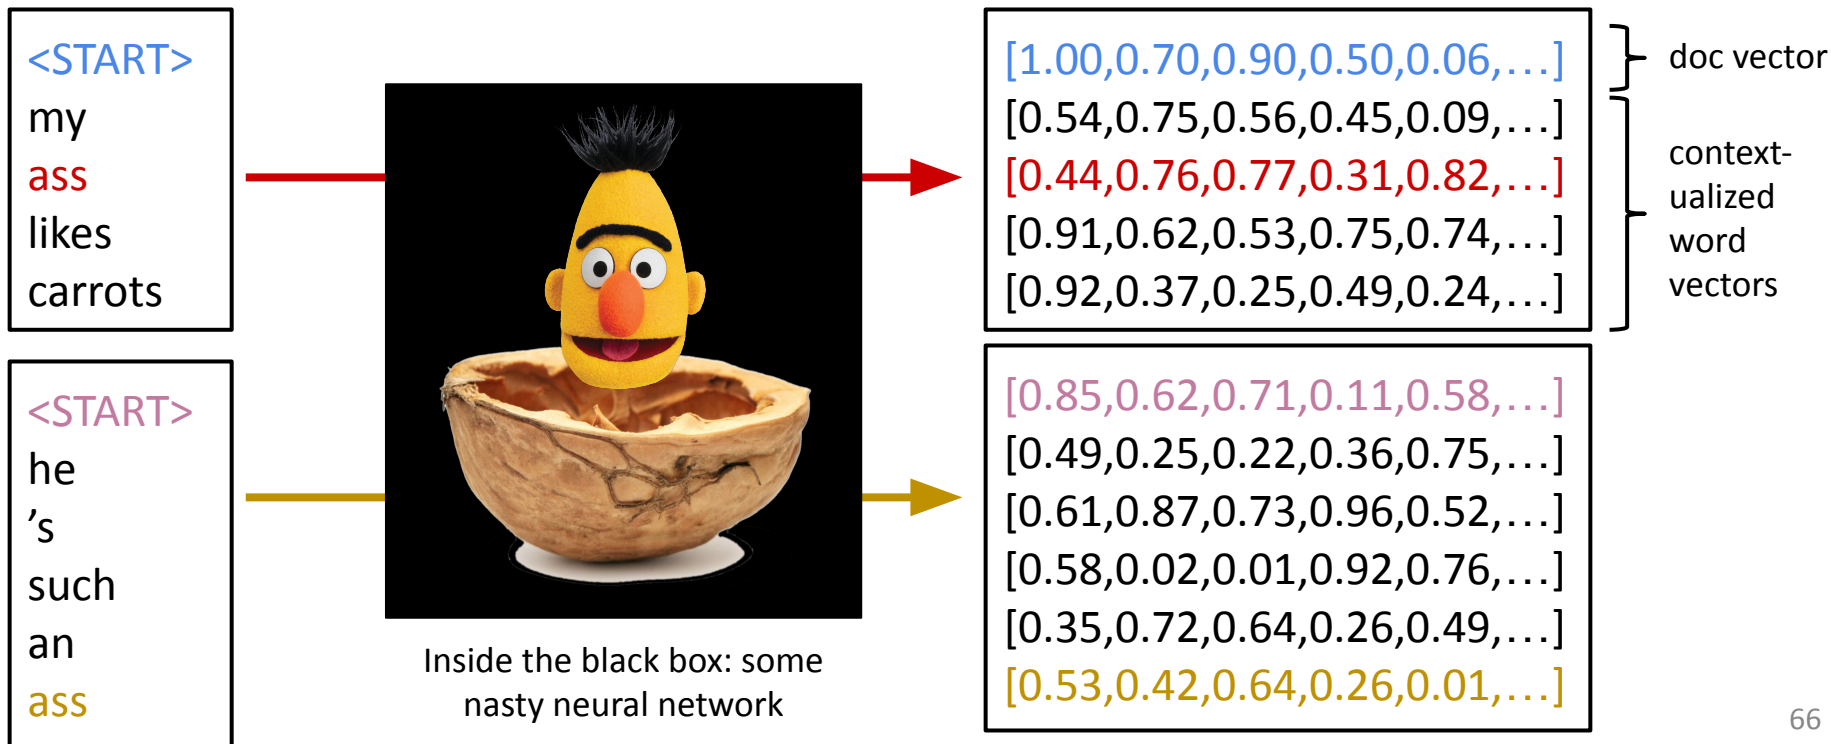 <START>
my
ass
likes
carrots
<START>
he
’s
such
an
ass
Inside the black box: some
nasty neural network
[1.00,0.70,0.90,0.50,0.06,…]
[0.54,0.75,0.56,0.45,0.09,…]
[0.44,0.76,0.77,0.31,0.82,…]
[0.91,0.62,0.53,0.75,0.74,…]
[0.92,0.37,0.25,0.49,0.24,…]
[0.85,0.62,0.71,0.11,0.58,…]
[0.49,0.25,0.22,0.36,0.75,…]
[0.61,0.87,0.73,0.96,0.52,…]
[0.58,0.02,0.01,0.92,0.76,…]
[0.35,0.72,0.64,0.26,0.49,…]
[0.53,0.42,0.64,0.26,0.01,…]
doc vector
context-
ualized
word
vectors
66